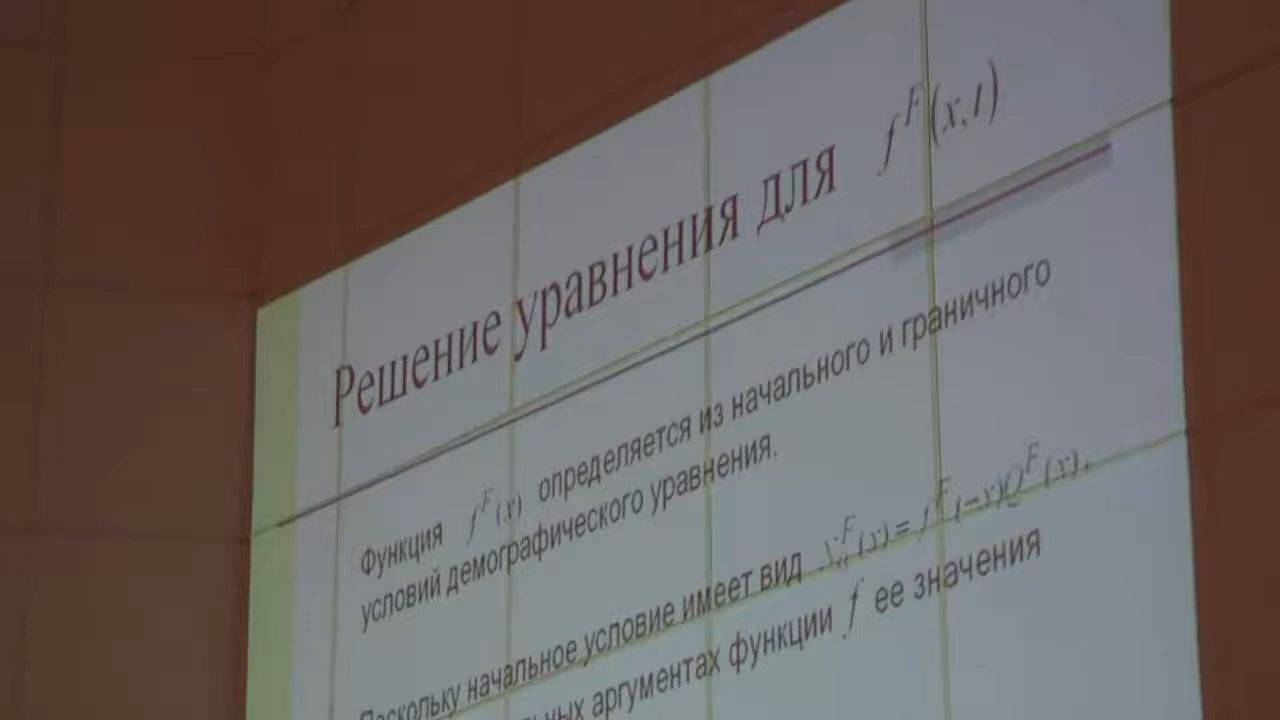 Решение уравнения для f^F(x,t)
Функция f^F(x) определяется из начального и граничного
условий демографического уравнения.
Поскольку начальное условие имеет вид = f^F(-x)Q^F(x),
аргументах функции f ее значения